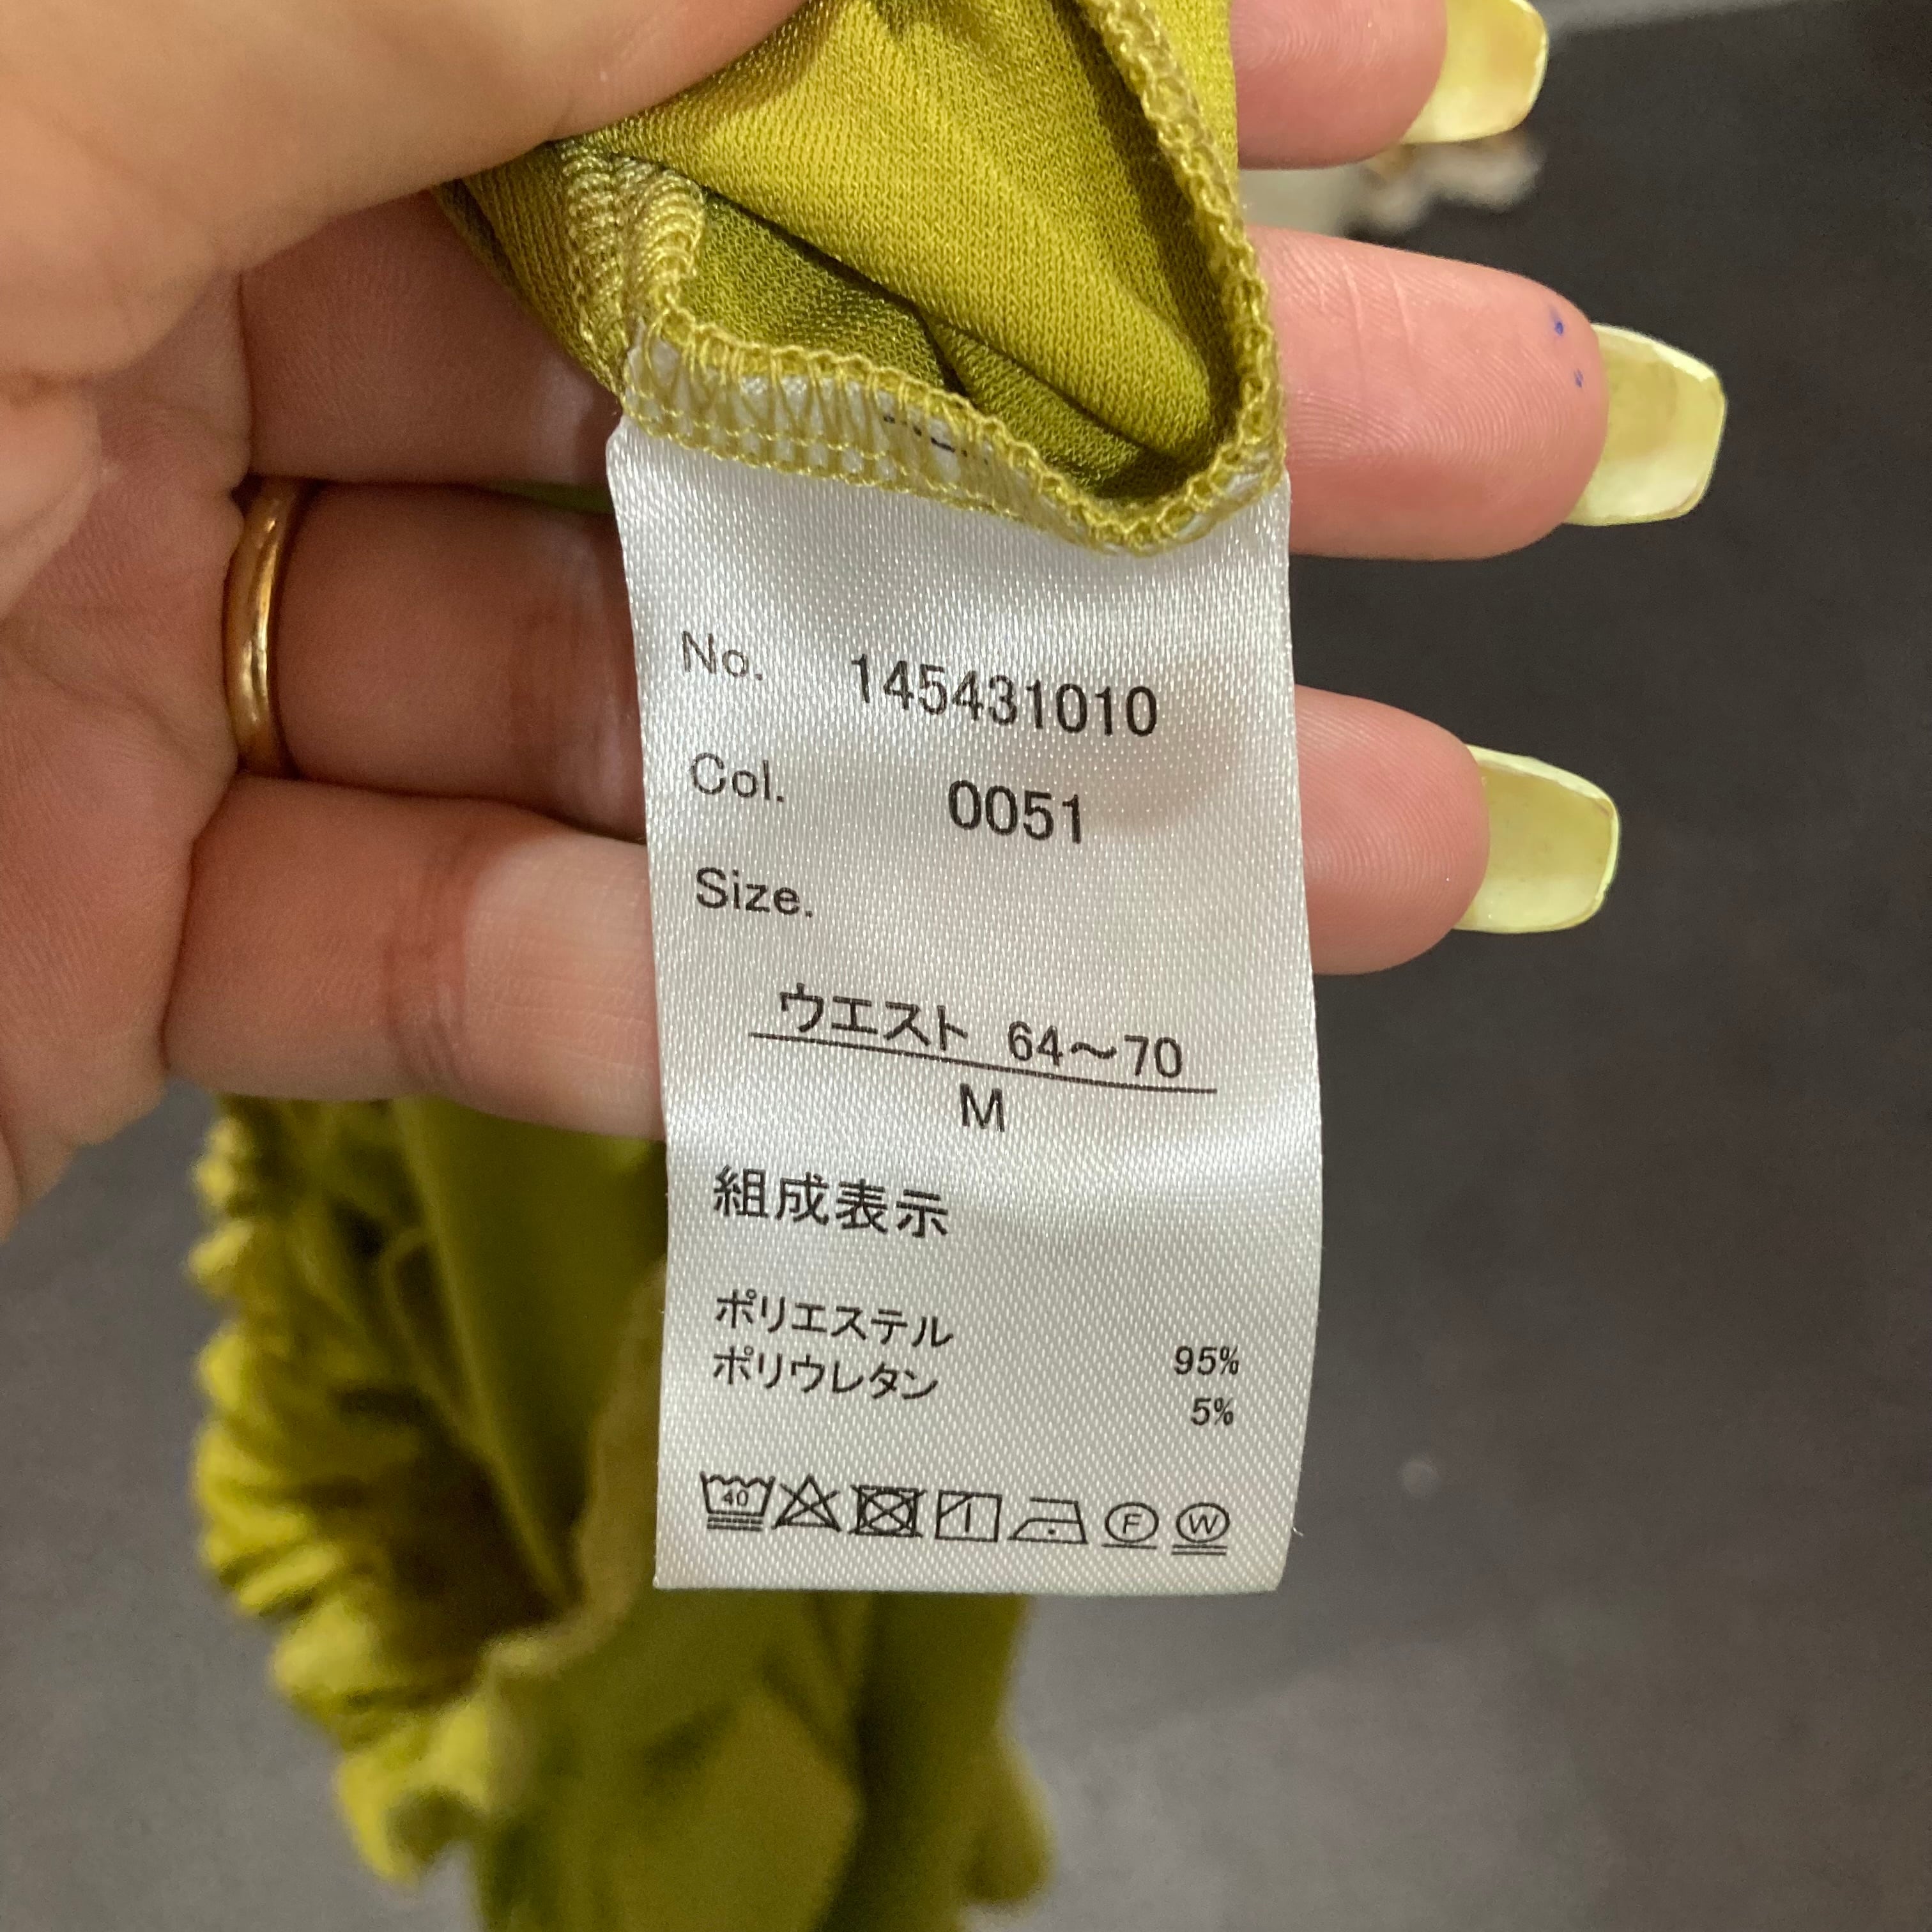 No. 145431010
Col. 0051
Size.
ウエスト 64～70
M
組成表示
ポリエステル 95%
ポリウレタン 5%
40 F W